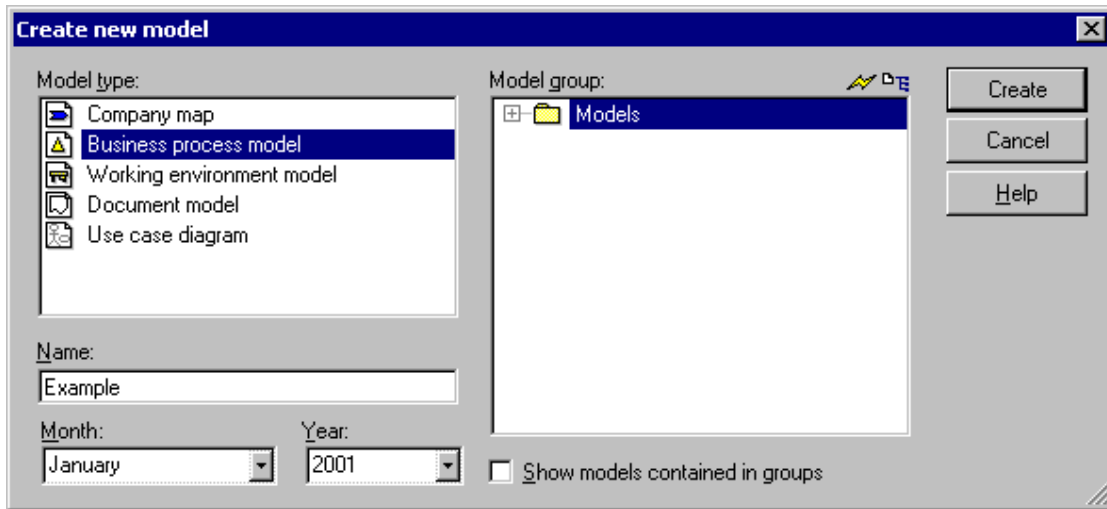 Create new model
Model type:
Company map
Business process model
Working environment model
Document model
Use case diagram
Name:
Example
Month:
January
Year:
2001
Model group:
Models
Show models contained in groups
Create
Cancel
Help